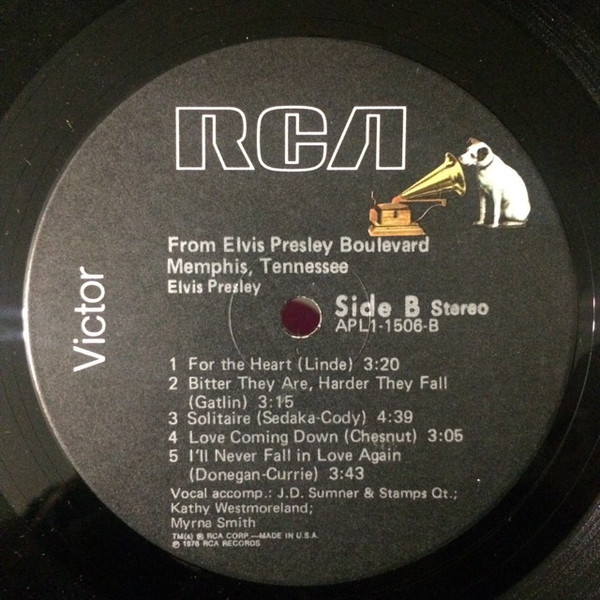 RCA
Victor
From Elvis Presley Boulevard
Memphis, Tennessee
Elvis Presley
Side B Stereo
APL1-1506-B
1 For the Heart (Linde) 3:20
2 Bitter They Are, Harder They Fall
(Gatlin) 3:15
3 Solitaire (Sedaka-Cody) 4:39
4 Love Coming Down (Chesnut) 3:05
5 I'll Never Fall in Love Again
(Donegan-Currie) 3:43
Vocal accomp.: J.D. Sumner & Stamps Qt.;
Kathy Westmoreland;
Myrna Smith
TM(s) ® RCA CORP.—MADE IN U.S.A.
℗ 1976 RCA RECORDS